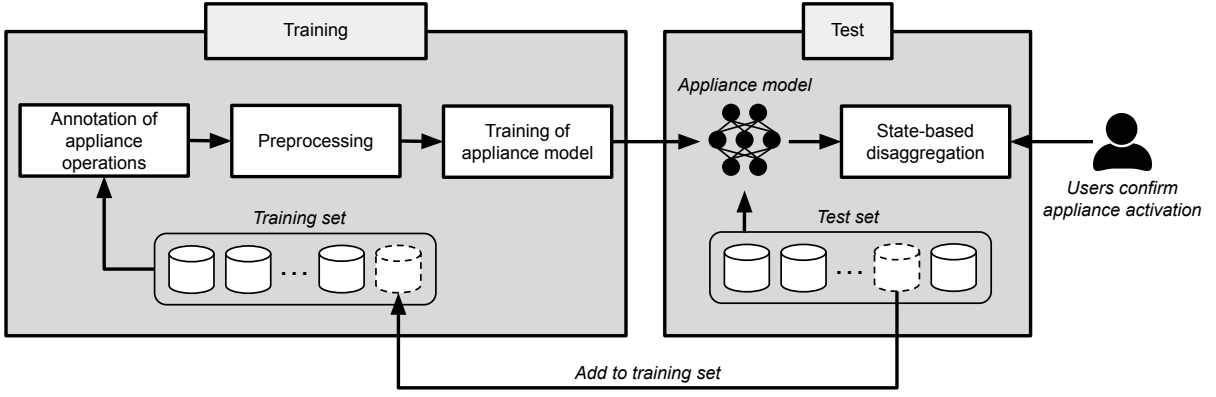 Training
Test
Appliance model
Annotation of
appliance
operations
Preprocessing
Training of
appliance model
State-based
disaggregation
Users confirm
appliance activation
Training set
...
Test set
...
Add to training set